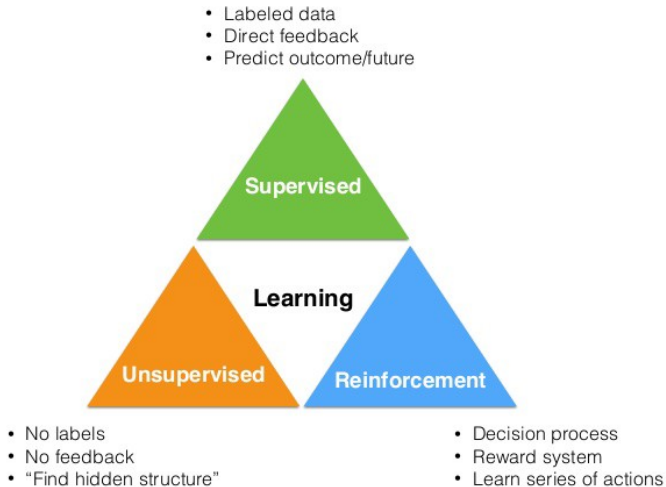 • Labeled data
• Direct feedback
• Predict outcome/future
Supervised
Learning
Unsupervised
Reinforcement
• No labels
• No feedback
• “Find hidden structure”
• Decision process
• Reward system
• Learn series of actions